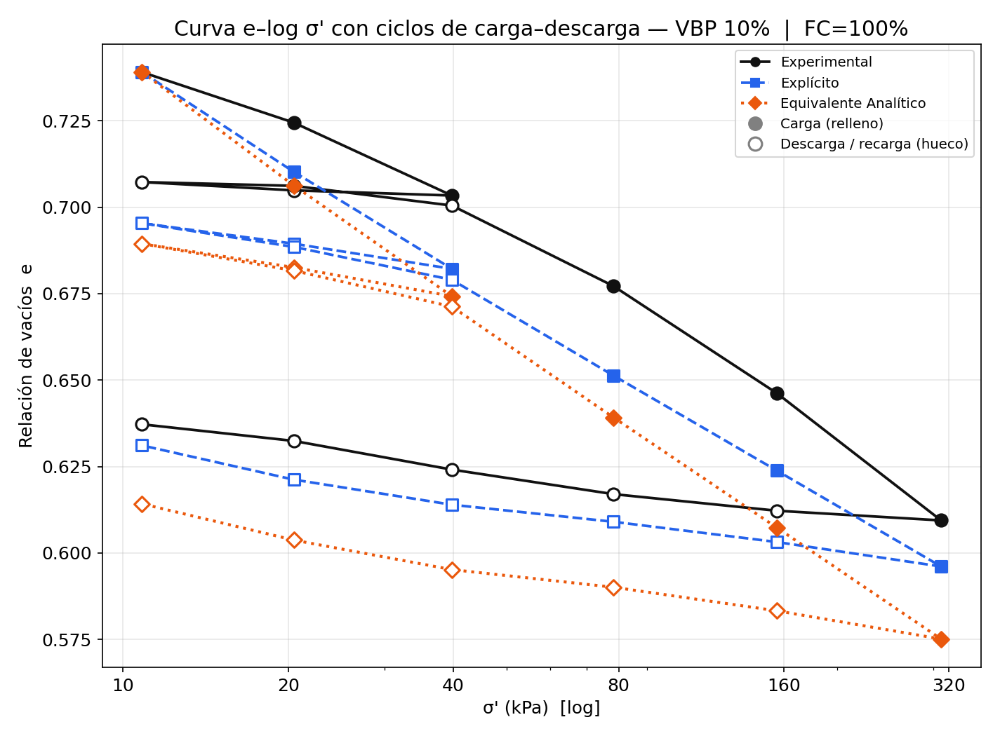 Curva e–log σ' con ciclos de carga–descarga — VBP 10% | FC=100%
Experimental
Explícito
Equivalente Analítico
Carga (relleno)
Descarga / recarga (hueco)
Relación de vacíos e
0.725
0.700
0.675
0.650
0.625
0.600
0.575
10 20 40 80 160 320
σ' (kPa) [log]